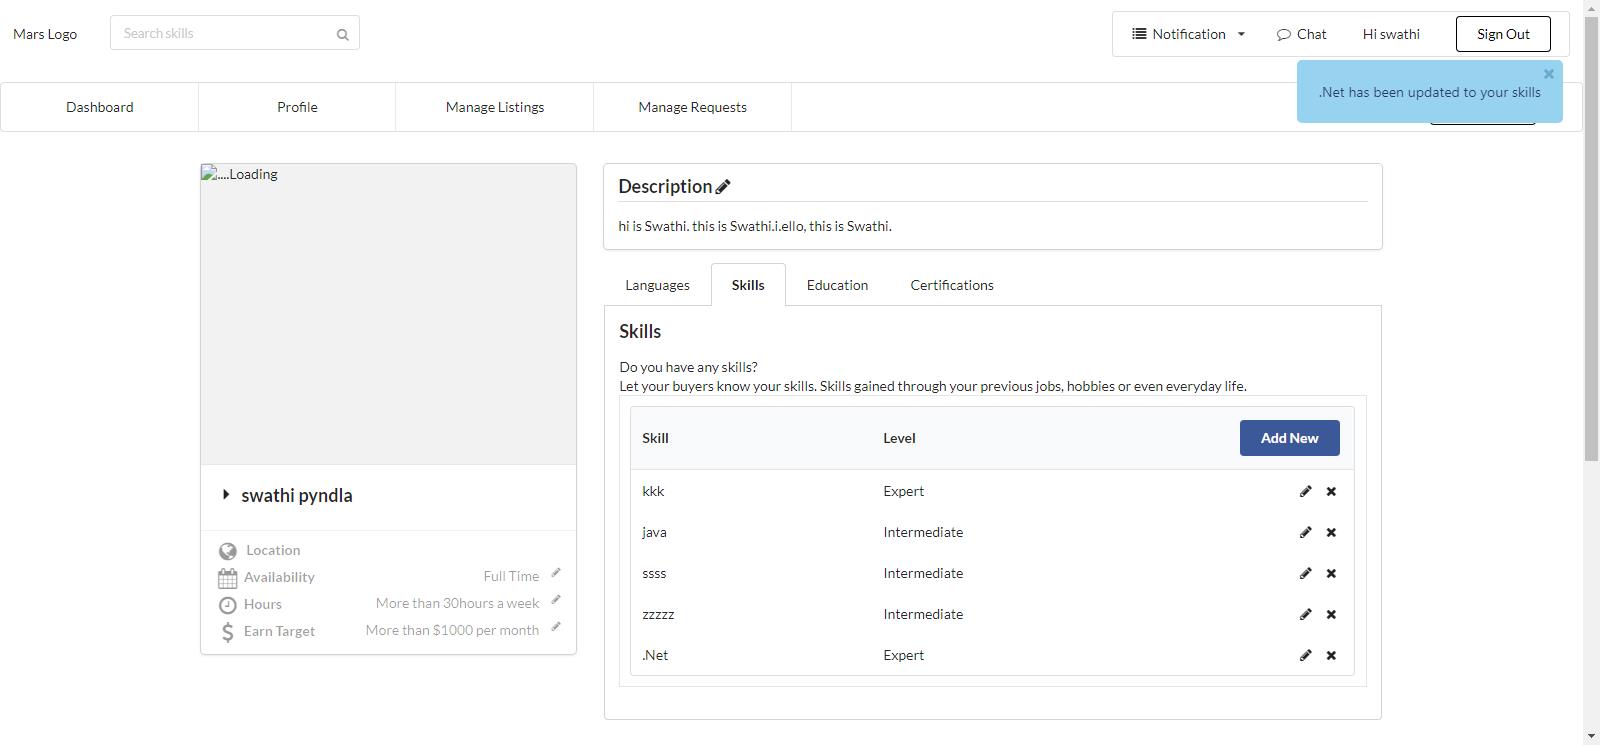 Mars Logo
Search skills
Notification
Chat
Hi swathi
Sign Out
.Net has been updated to your skills
Dashboard
Profile
Manage Listings
Manage Requests
....Loading
Description
hi is Swathi. this is Swathi.i.ello, this is Swathi.
Languages
Skills
Education
Certifications
Skills
Do you have any skills?
Let your buyers know your skills. Skills gained through your previous jobs, hobbies or even everyday life.
Skill Level Add New
kkk Expert
java Intermediate
ssss Intermediate
zzzzz Intermediate
.Net Expert
swathi pyndla
Location
Availability Full Time
Hours More than 30hours a week
Earn Target More than $1000 per month